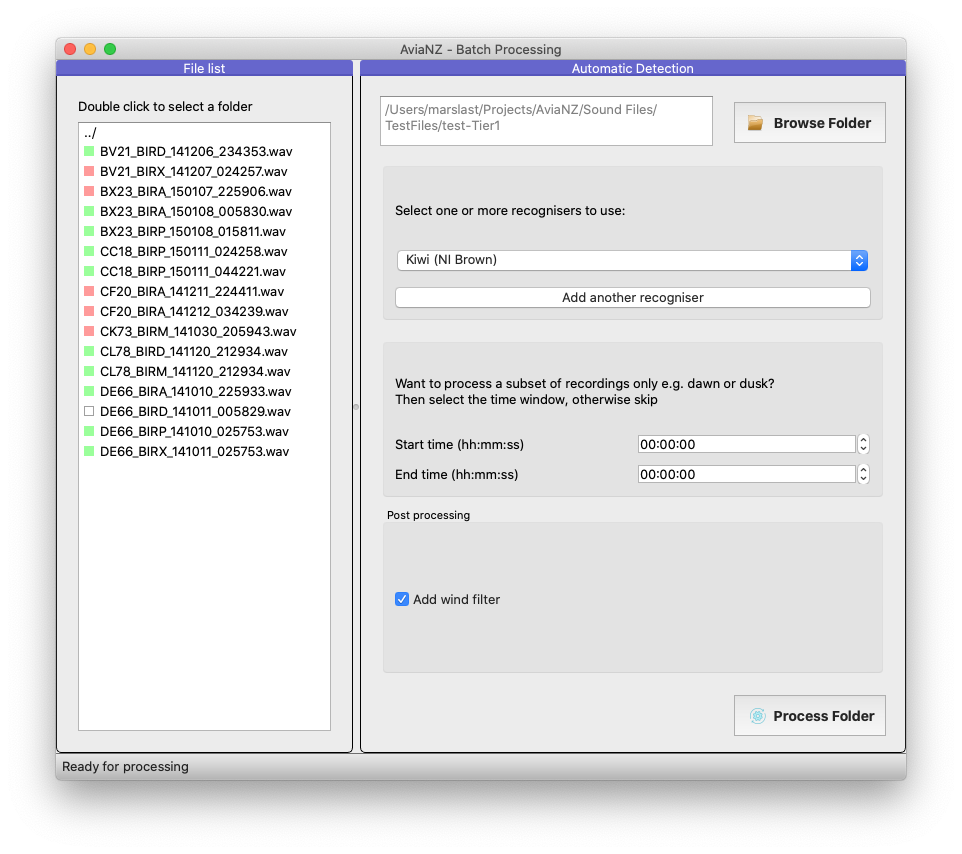 AviaNZ - Batch Processing
File list
Double click to select a folder
../
BV21_BIRD_141206_234353.wav
BV21_BIRX_141207_024257.wav
BX23_BIRA_150107_225906.wav
BX23_BIRA_150108_005830.wav
BX23_BIRP_150108_015811.wav
CC18_BIRP_150111_024258.wav
CC18_BIRP_150111_044221.wav
CF20_BIRA_141211_224411.wav
CF20_BIRA_141212_034239.wav
CK73_BIRM_141030_205943.wav
CL78_BIRD_141120_212934.wav
CL78_BIRM_141120_212934.wav
DE66_BIRA_141010_225933.wav
DE66_BIRD_141011_005829.wav
DE66_BIRP_141010_025753.wav
DE66_BIRX_141011_025753.wav
Automatic Detection
/Users/marslast/Projects/AviaNZ/Sound Files/
TestFiles/test-Tier1
Browse Folder
Select one or more recognisers to use:
Kiwi (NI Brown)
Add another recogniser
Want to process a subset of recordings only e.g. dawn or dusk?
Then select the time window, otherwise skip
Start time (hh:mm:ss) 00:00:00
End time (hh:mm:ss) 00:00:00
Post processing
Add wind filter
Process Folder
Ready for processing